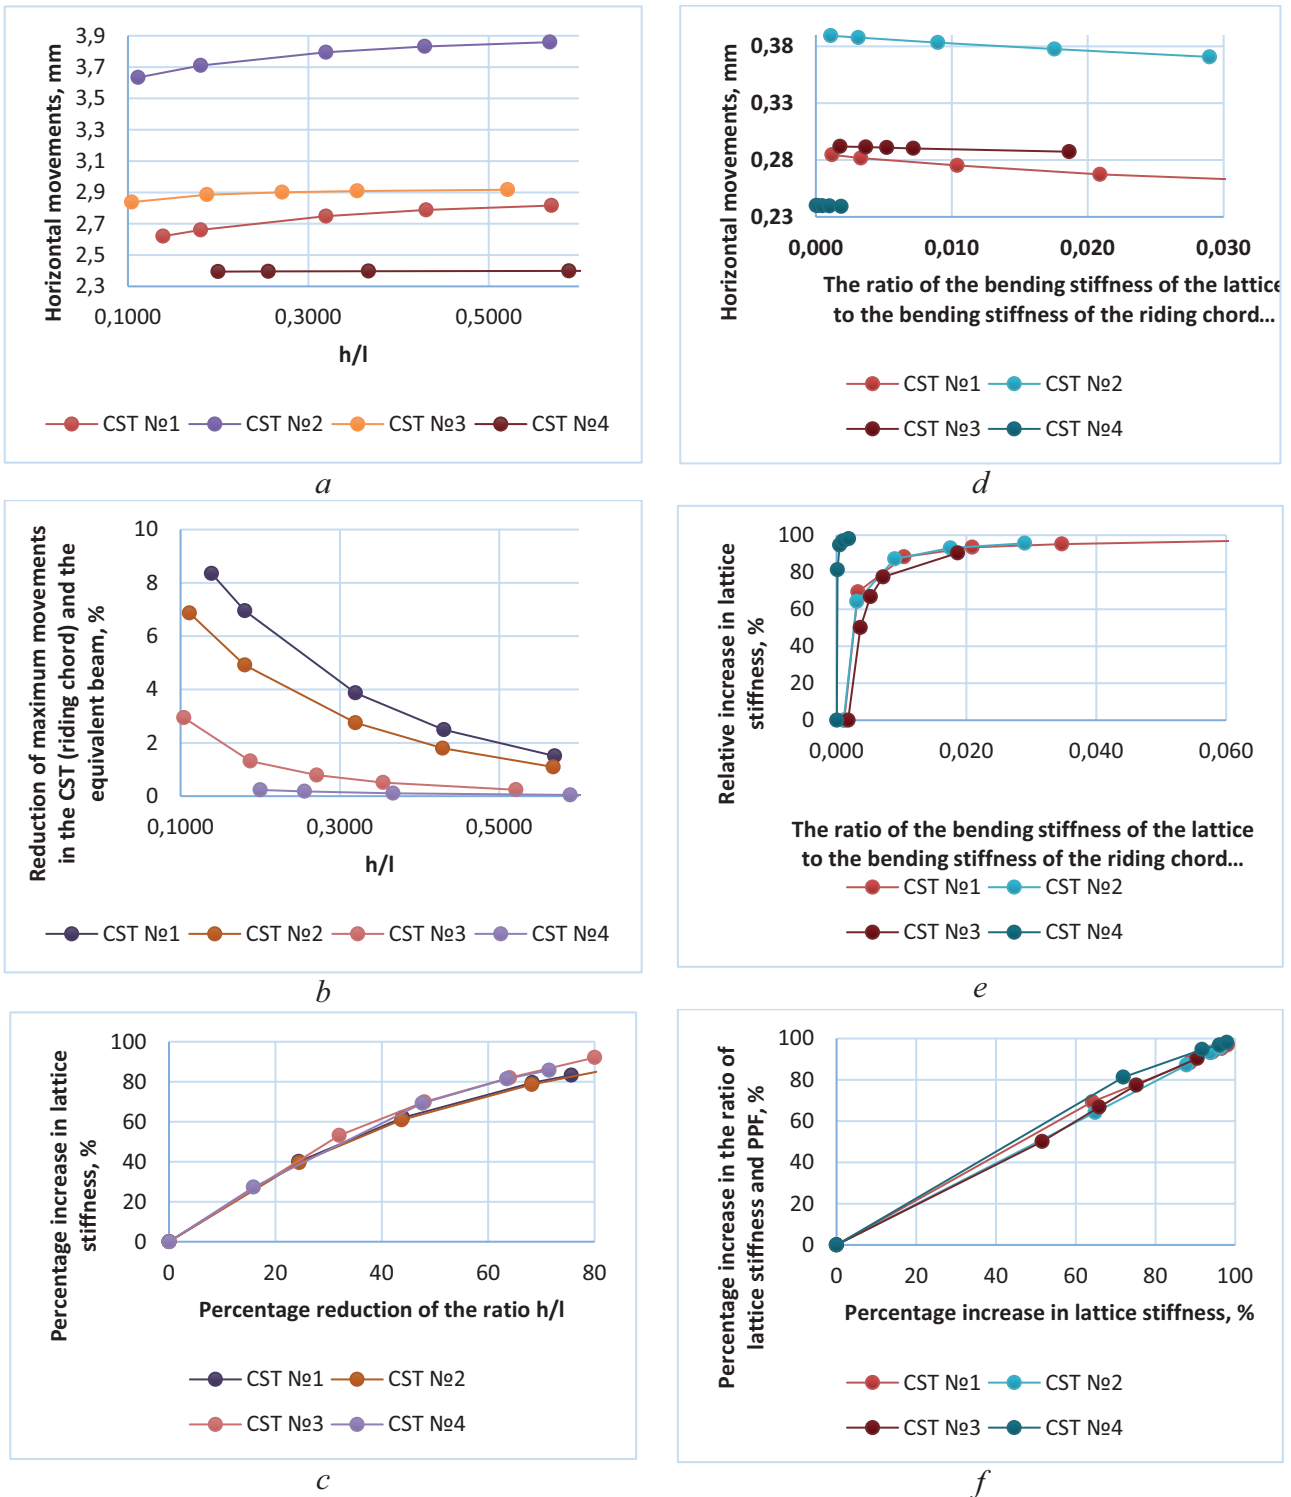 Horizontal movements, mm
3,9
3,7
3,5
3,3
3,1
2,9
2,7
2,5
2,3
0,1000 0,3000 0,5000
h/l
CST №1 CST №2 CST №3 CST №4
a
Reduction of maximum movements
in the CST (riding chord) and the
equivalent beam, %
10
8
6
4
2
0
0,1000 0,3000 0,5000
h/l
CST №1 CST №2 CST №3 CST №4
b
Percentage increase in lattice
stiffness, %
100
80
60
40
20
0
0 20 40 60 80
Percentage reduction of the ratio h/l
CST №1 CST №2
CST №3 CST №4
c
Horizontal movements, mm
0,38
0,33
0,28
0,23
0,000 0,010 0,020 0,030
The ratio of the bending stiffness of the lattice
to the bending stiffness of the riding chord...
CST №1 CST №2
CST №3 CST №4
d
Relative increase in lattice
stiffness, %
100
80
60
40
20
0
0,000 0,020 0,040 0,060
The ratio of the bending stiffness of the lattice
to the bending stiffness of the riding chord...
CST №1 CST №2
CST №3 CST №4
e
Percentage increase in the ratio of
lattice stiffness and PPF, %
100
80
60
40
20
0
0 20 40 60 80 100
Percentage increase in lattice stiffness, %
CST №1 CST №2
CST №3 CST №4
f